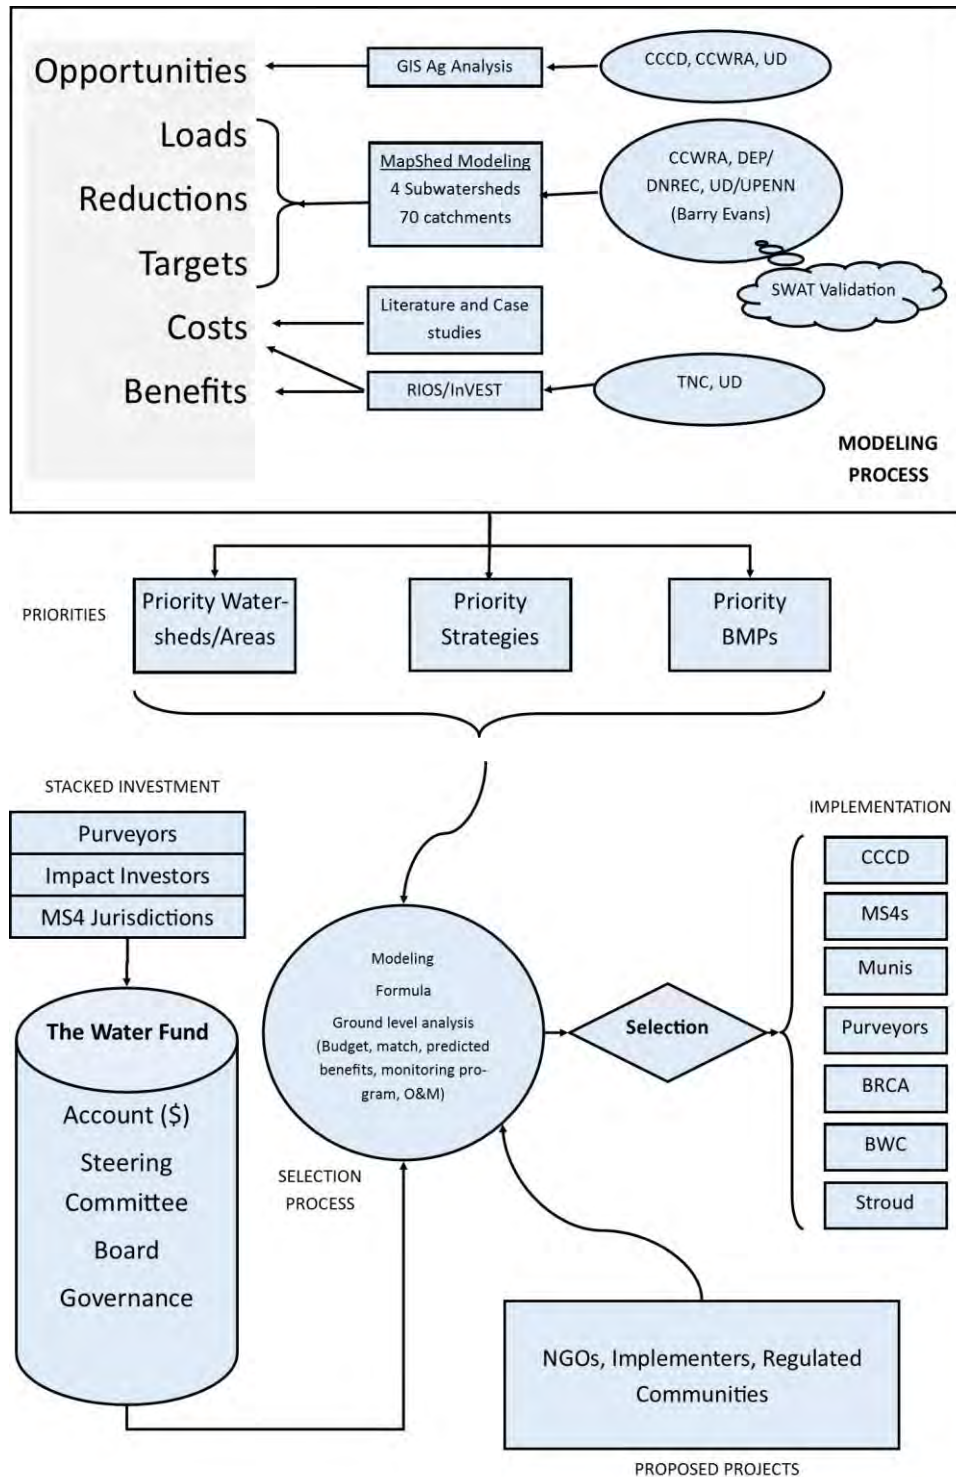 Opportunities
GIS Ag Analysis
CCCD, CCWRA, UD
Loads
Reductions
Targets
MapShed Modeling
4 Subwatersheds
70 catchments
CCWRA, DEP/
DNREC, UD/UPENN
(Barry Evans)
SWAT Validation
Costs
Literature and Case
studies
Benefits
RIOS/InVEST
TNC, UD
MODELING
PROCESS
PRIORITIES
Priority Water-
sheds/Areas
Priority
Strategies
Priority
BMPs
STACKED INVESTMENT
Purveyors
Impact Investors
MS4 Jurisdictions
The Water Fund
Account ($)
Steering
Committee
Board
Governance
Modeling
Formula
Ground level analysis
(Budget, match, predicted
benefits, monitoring pro-
gram, O&M)
SELECTION
PROCESS
Selection
IMPLEMENTATION
CCCD
MS4s
Munis
Purveyors
BRCA
BWC
Stroud
NGOs, Implementers, Regulated
Communities
PROPOSED PROJECTS